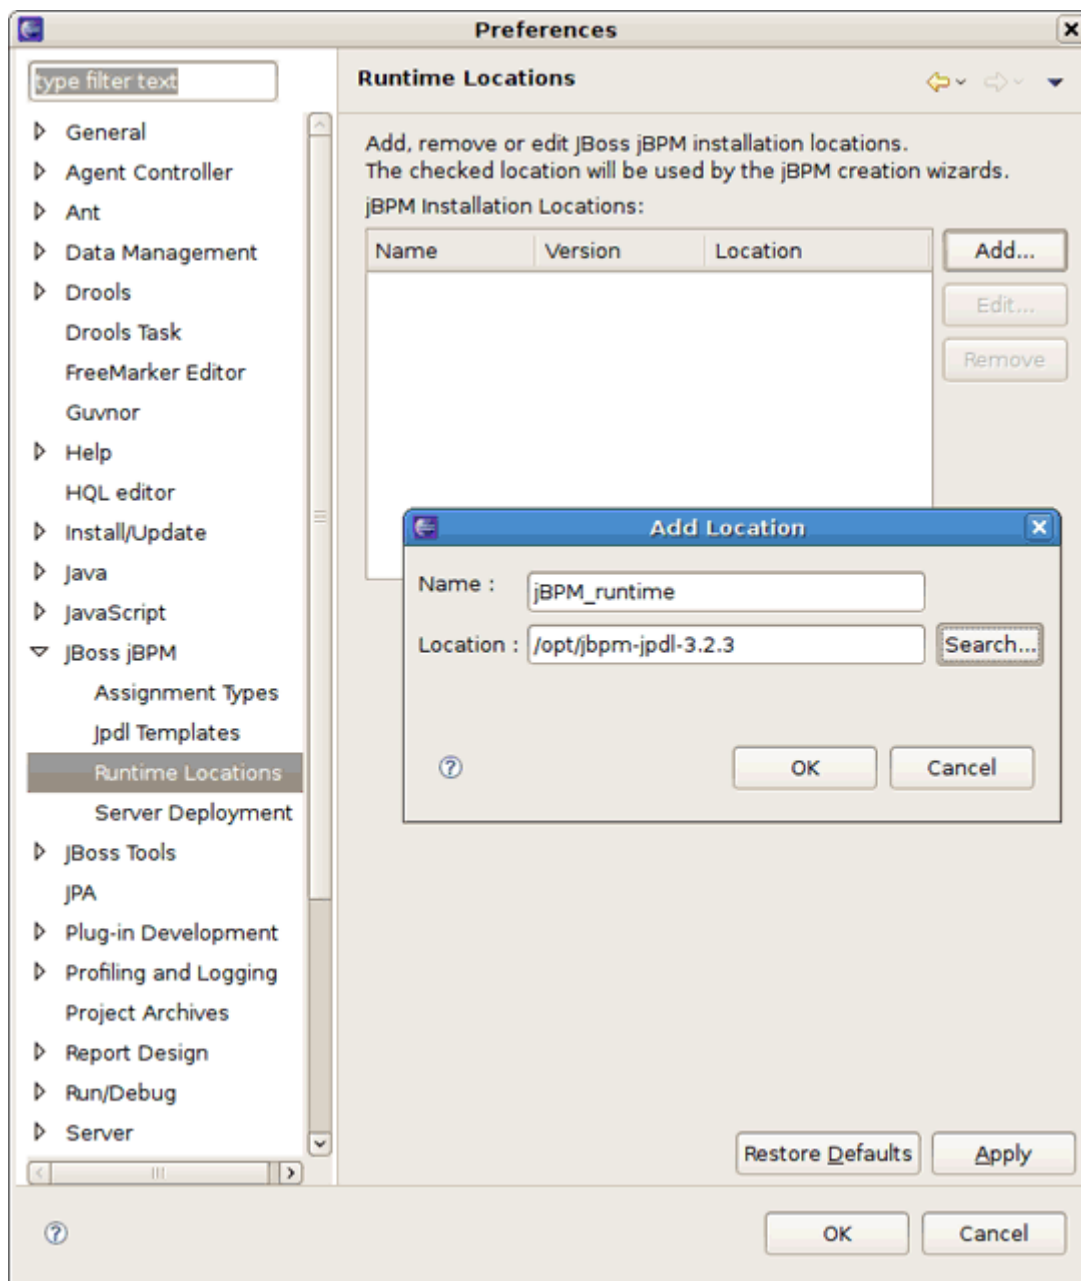 Preferences
type filter text
General
Agent Controller
Ant
Data Management
Drools
Drools Task
FreeMarker Editor
Guvnor
Help
HQL editor
Install/Update
Java
JavaScript
JBoss jBPM
Assignment Types
Jpdl Templates
Runtime Locations
Server Deployment
JBoss Tools
JPA
Plug-in Development
Profiling and Logging
Project Archives
Report Design
Run/Debug
Server
Runtime Locations
Add, remove or edit JBoss jBPM installation locations.
The checked location will be used by the jBPM creation wizards.
jBPM Installation Locations:
Name Version Location
Add...
Edit...
Remove
Add Location
Name : jBPM_runtime
Location : /opt/jbpm-jpdl-3.2.3 Search...
OK Cancel
Restore Defaults Apply
OK Cancel